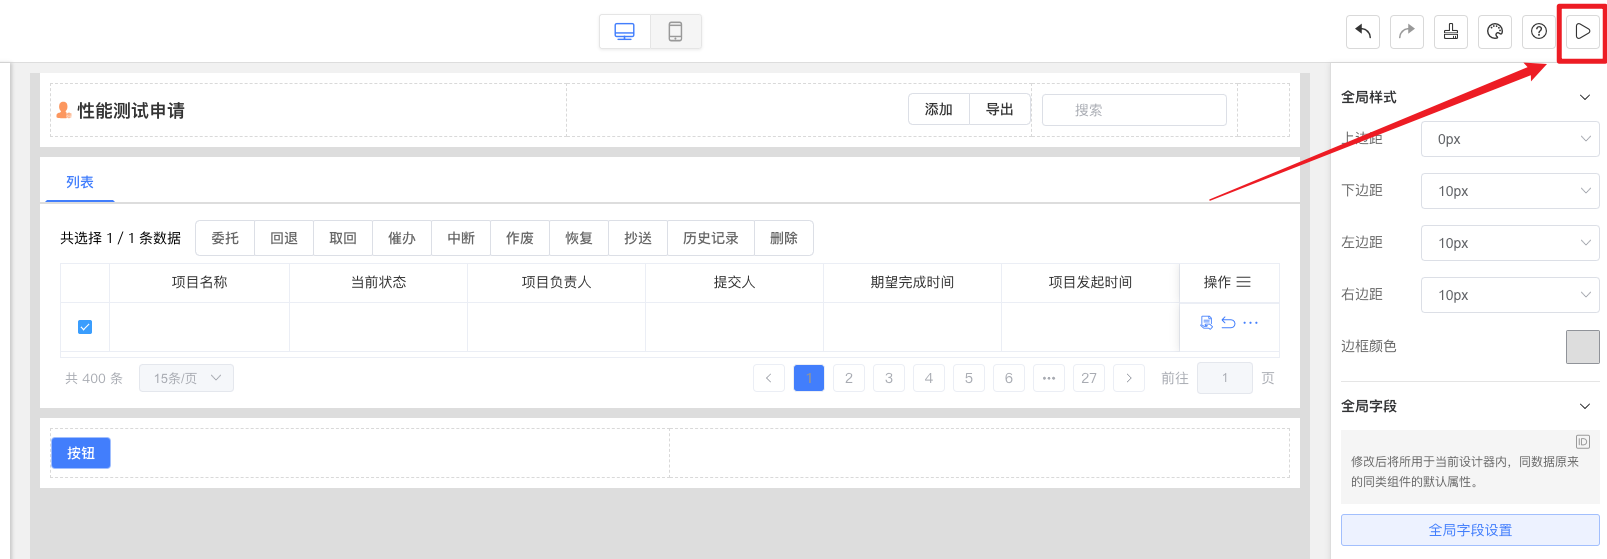 性能测试申请
添加 导出 搜索
列表
共选择 1 / 1 条数据 委托 回退 取回 催办 中断 作废 恢复 抄送 历史记录 删除
项目名称 当前状态 项目负责人 提交人 期望完成时间 项目发起时间 操作
共 400 条 15条/页 1 2 3 4 5 6 ••• 27 前往 1 页
按钮
全局样式
上边距 0px
下边距 10px
左边距 10px
右边距 10px
边框颜色
全局字段
ID
修改后将所用于当前设计器内，同数据原来
的同类组件的默认属性。
全局字段设置